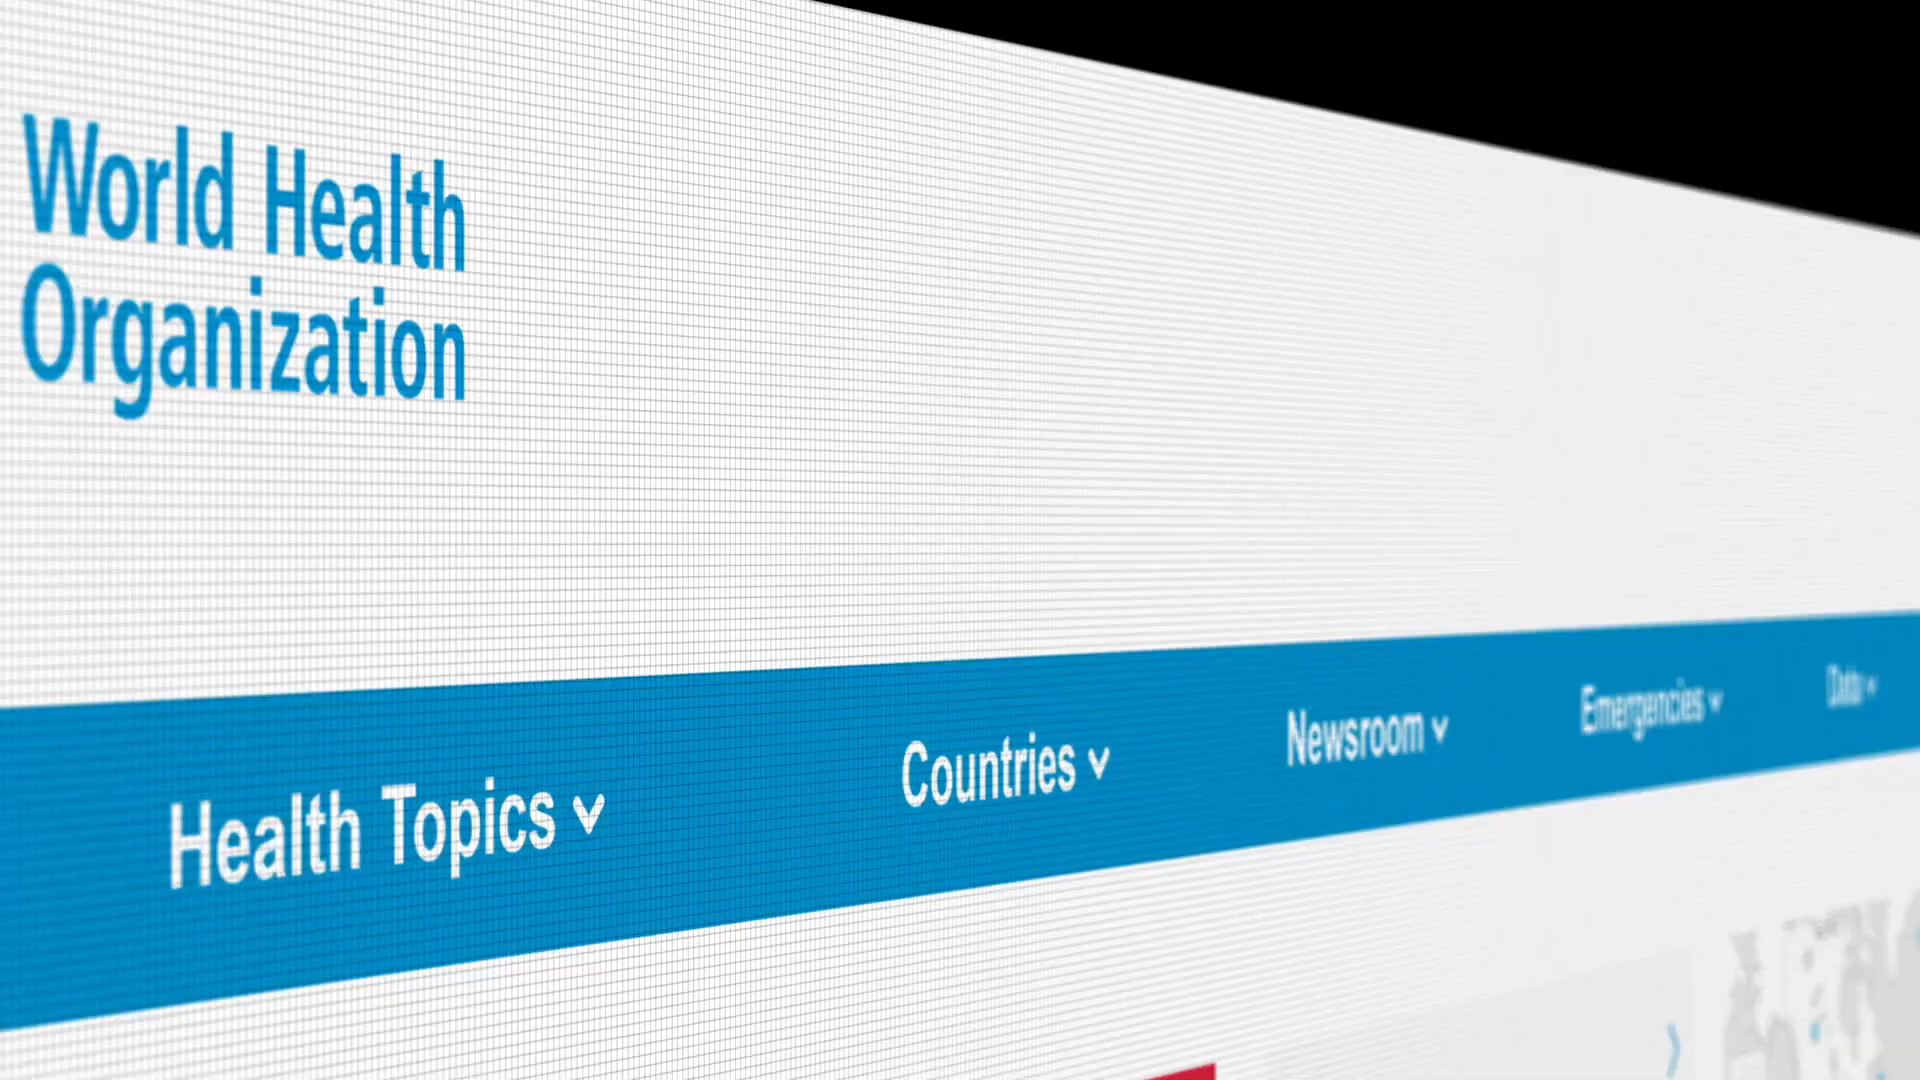 World Health
Organization
Health Topics
Countries
Newsroom
Emergencies
Data